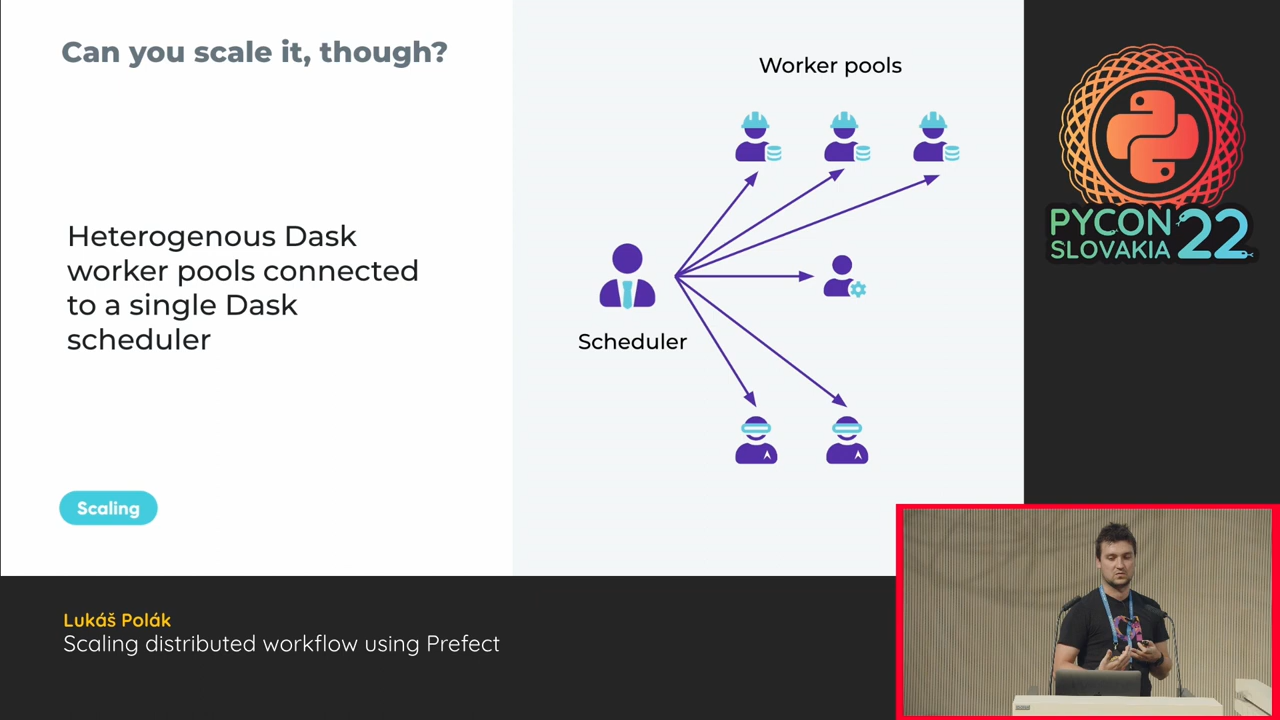 Can you scale it, though?
Heterogenous Dask
worker pools connected
to a single Dask
scheduler
Scaling
Worker pools
Scheduler
PYCON 22
SLOVAKIA
Lukáš Polák
Scaling distributed workflow using Prefect